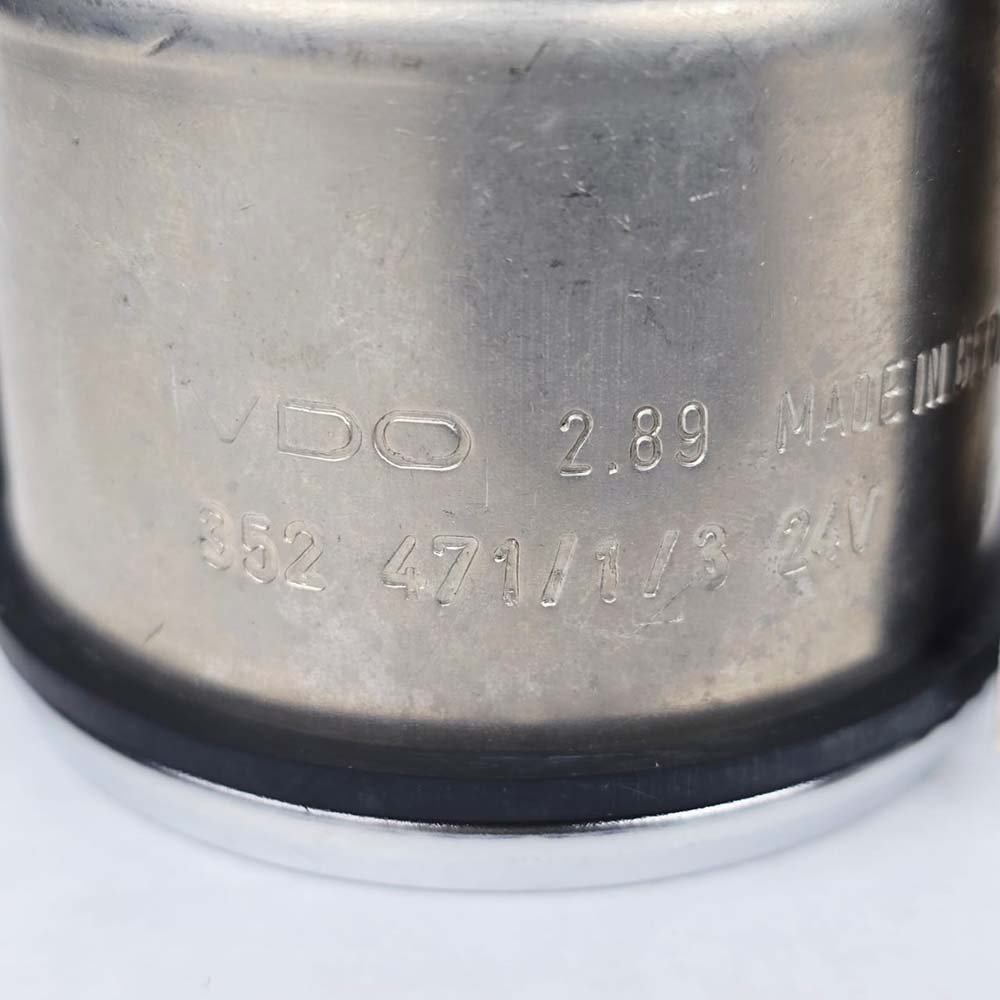 VDO 2.89 MADE IN
352 471/1/3 24V